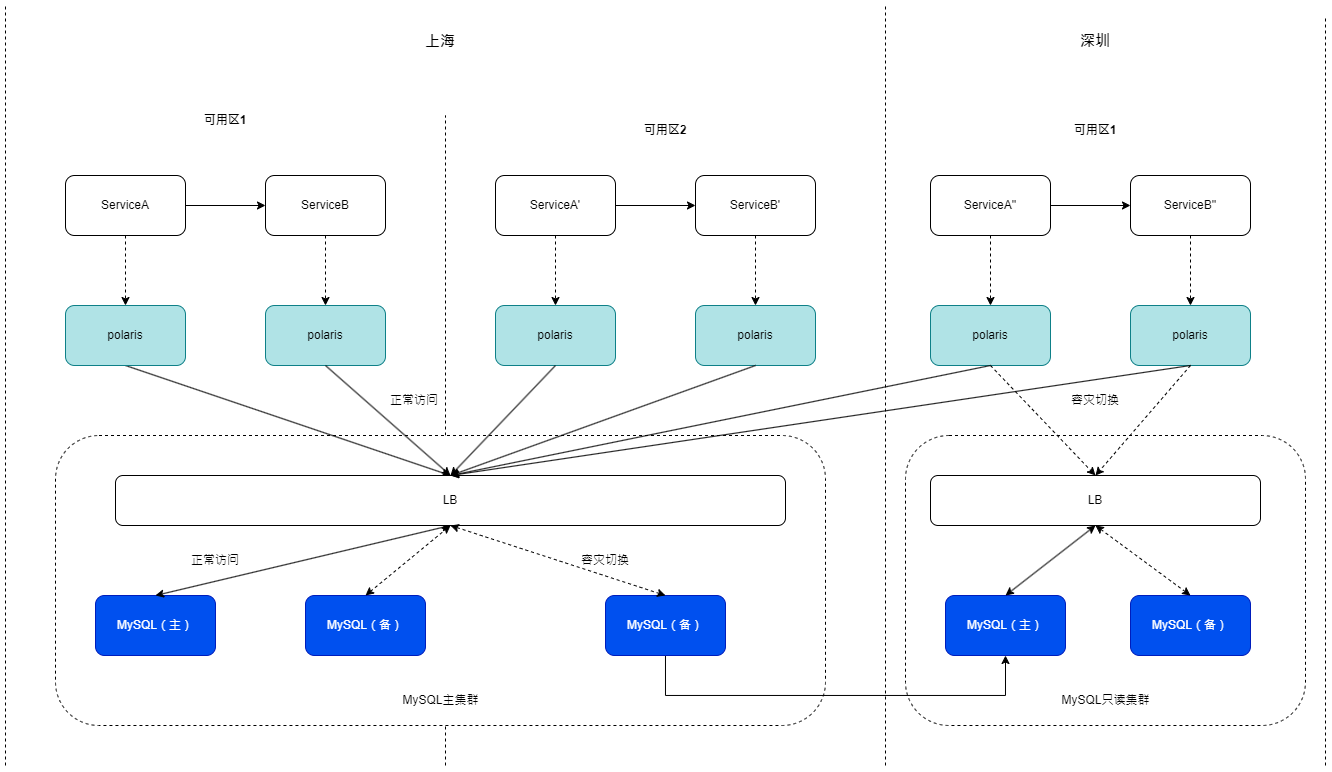 上海
深圳
可用区1
可用区2
可用区1
ServiceA
ServiceB
ServiceA'
ServiceB'
ServiceA"
ServiceB"
polaris
polaris
polaris
polaris
polaris
polaris
正常访问
容灾切换
LB
LB
正常访问
容灾切换
MySQL（主）
MySQL（备）
MySQL（备）
MySQL（主）
MySQL（备）
MySQL主集群
MySQL只读集群